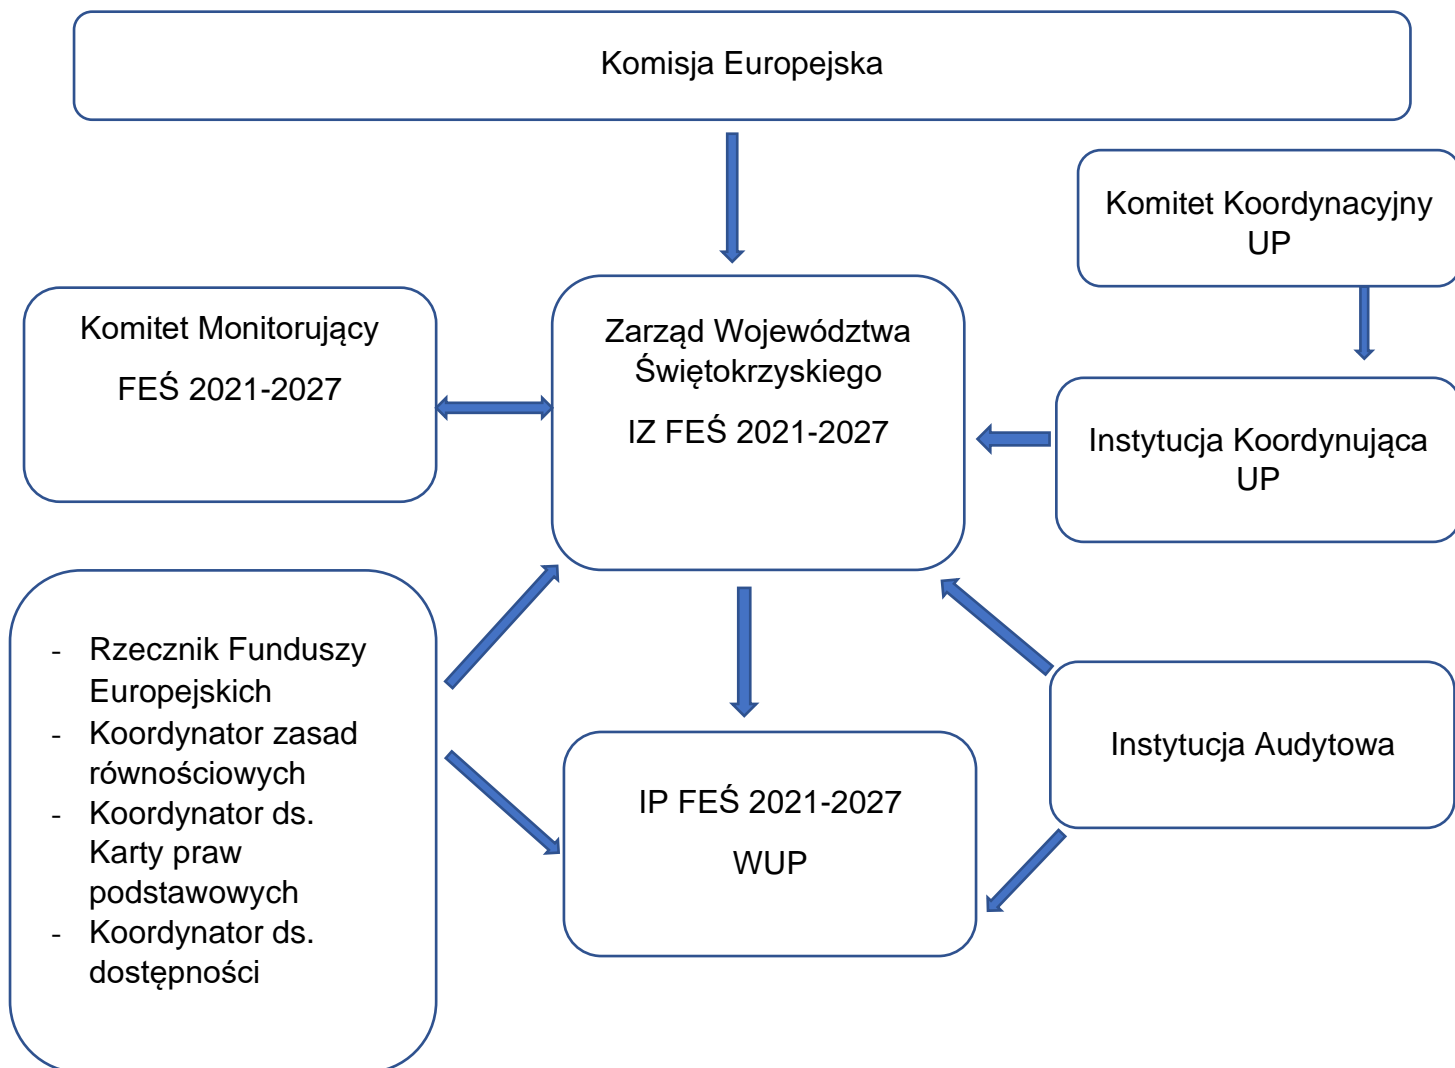 Komisja Europejska
Komitet Koordynacyjny
UP
Komitet Monitorujący
FEŚ 2021-2027
Zarząd Województwa
Świętokrzyskiego
IZ FEŚ 2021-2027
Instytucja Koordynująca
UP
- Rzecznik Funduszy
Europejskich
- Koordynator zasad
równościowych
- Koordynator ds.
Karty praw
podstawowych
- Koordynator ds.
dostępności
IP FEŚ 2021-2027
WUP
Instytucja Audytowa